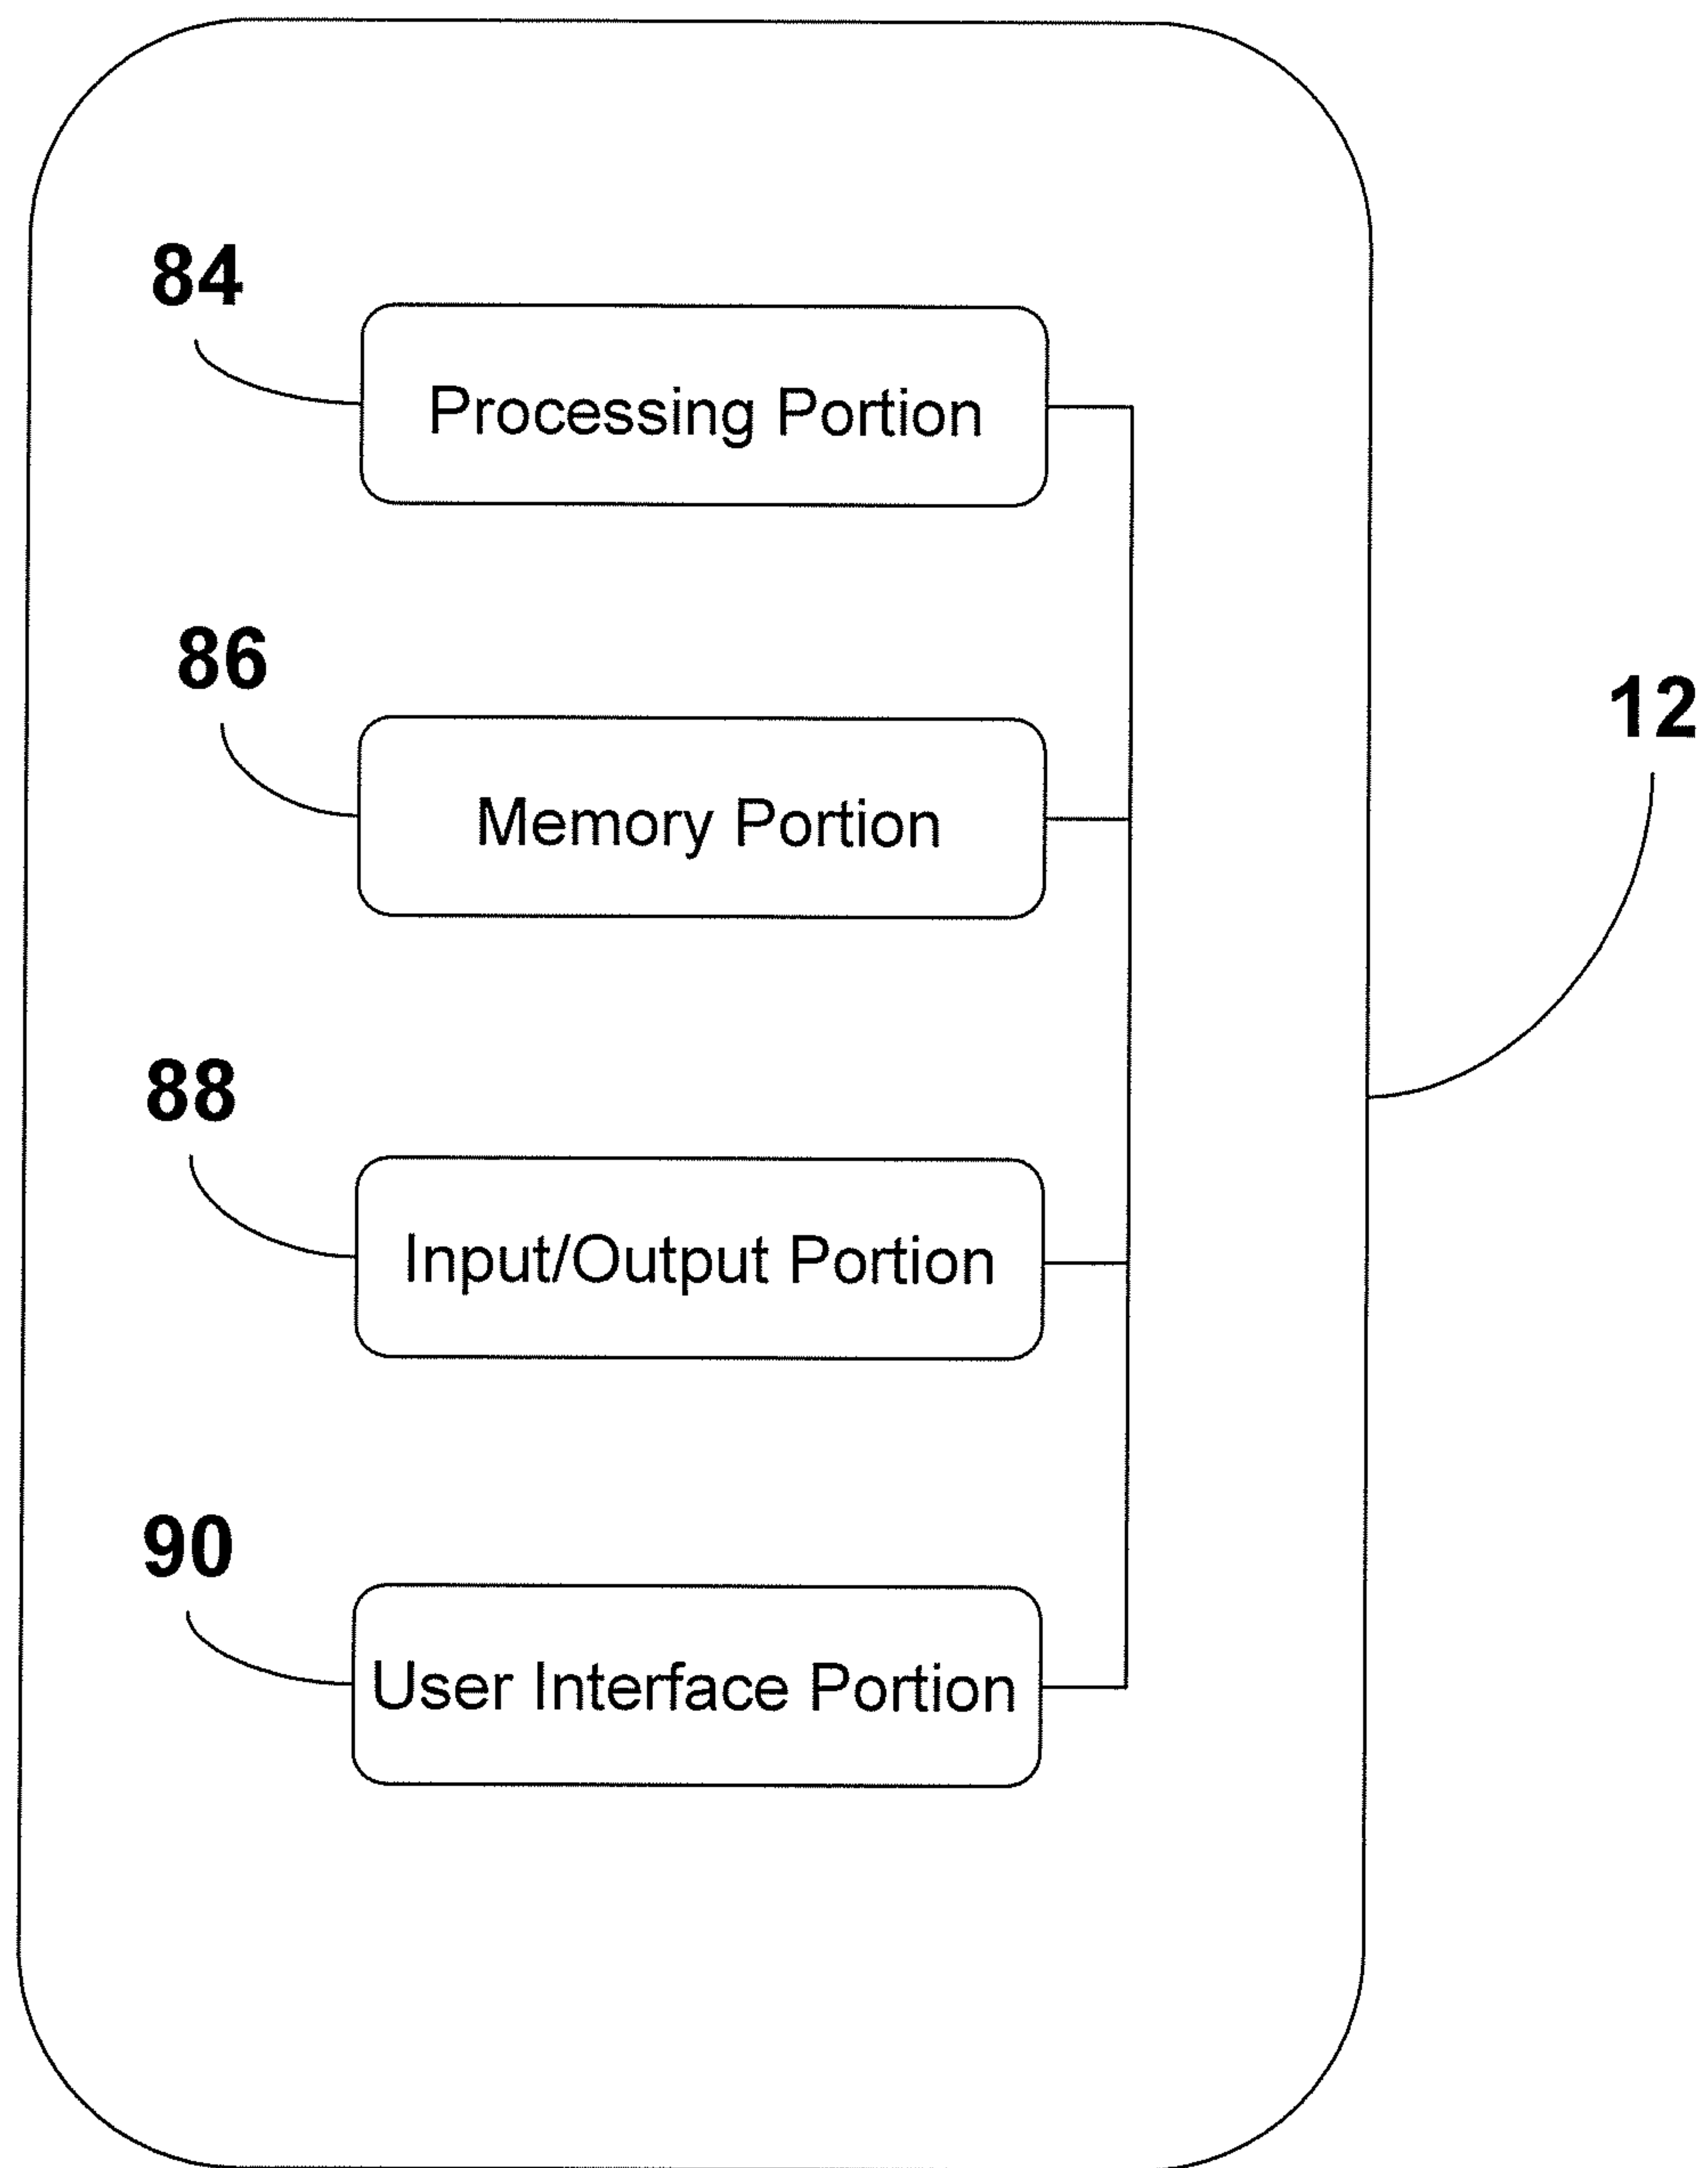 84
Processing Portion
86
Memory Portion
12
88
Input/Output Portion
90
User Interface Portion